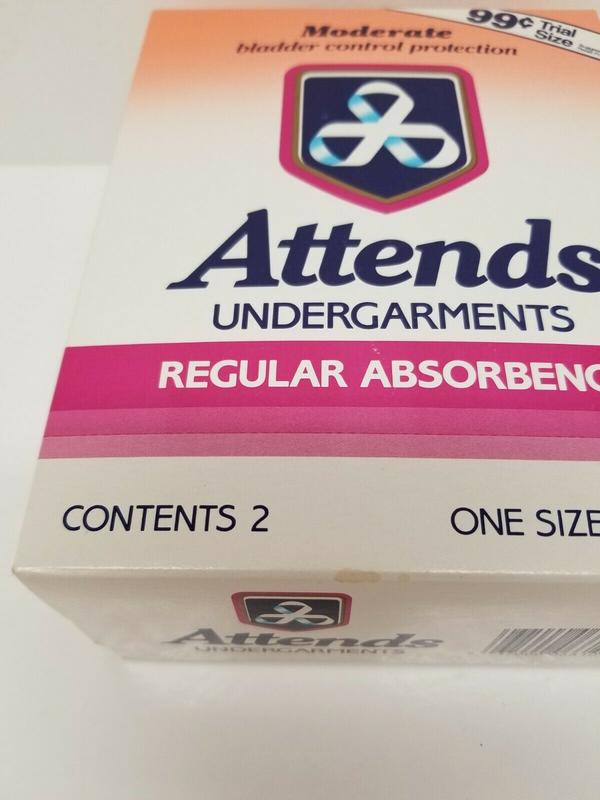 Moderate
bladder control protection
99¢ Trial
Size
Attends
UNDERGARMENTS
REGULAR ABSORBENC
CONTENTS 2
ONE SIZE
Attends
UNDERGARMENTS